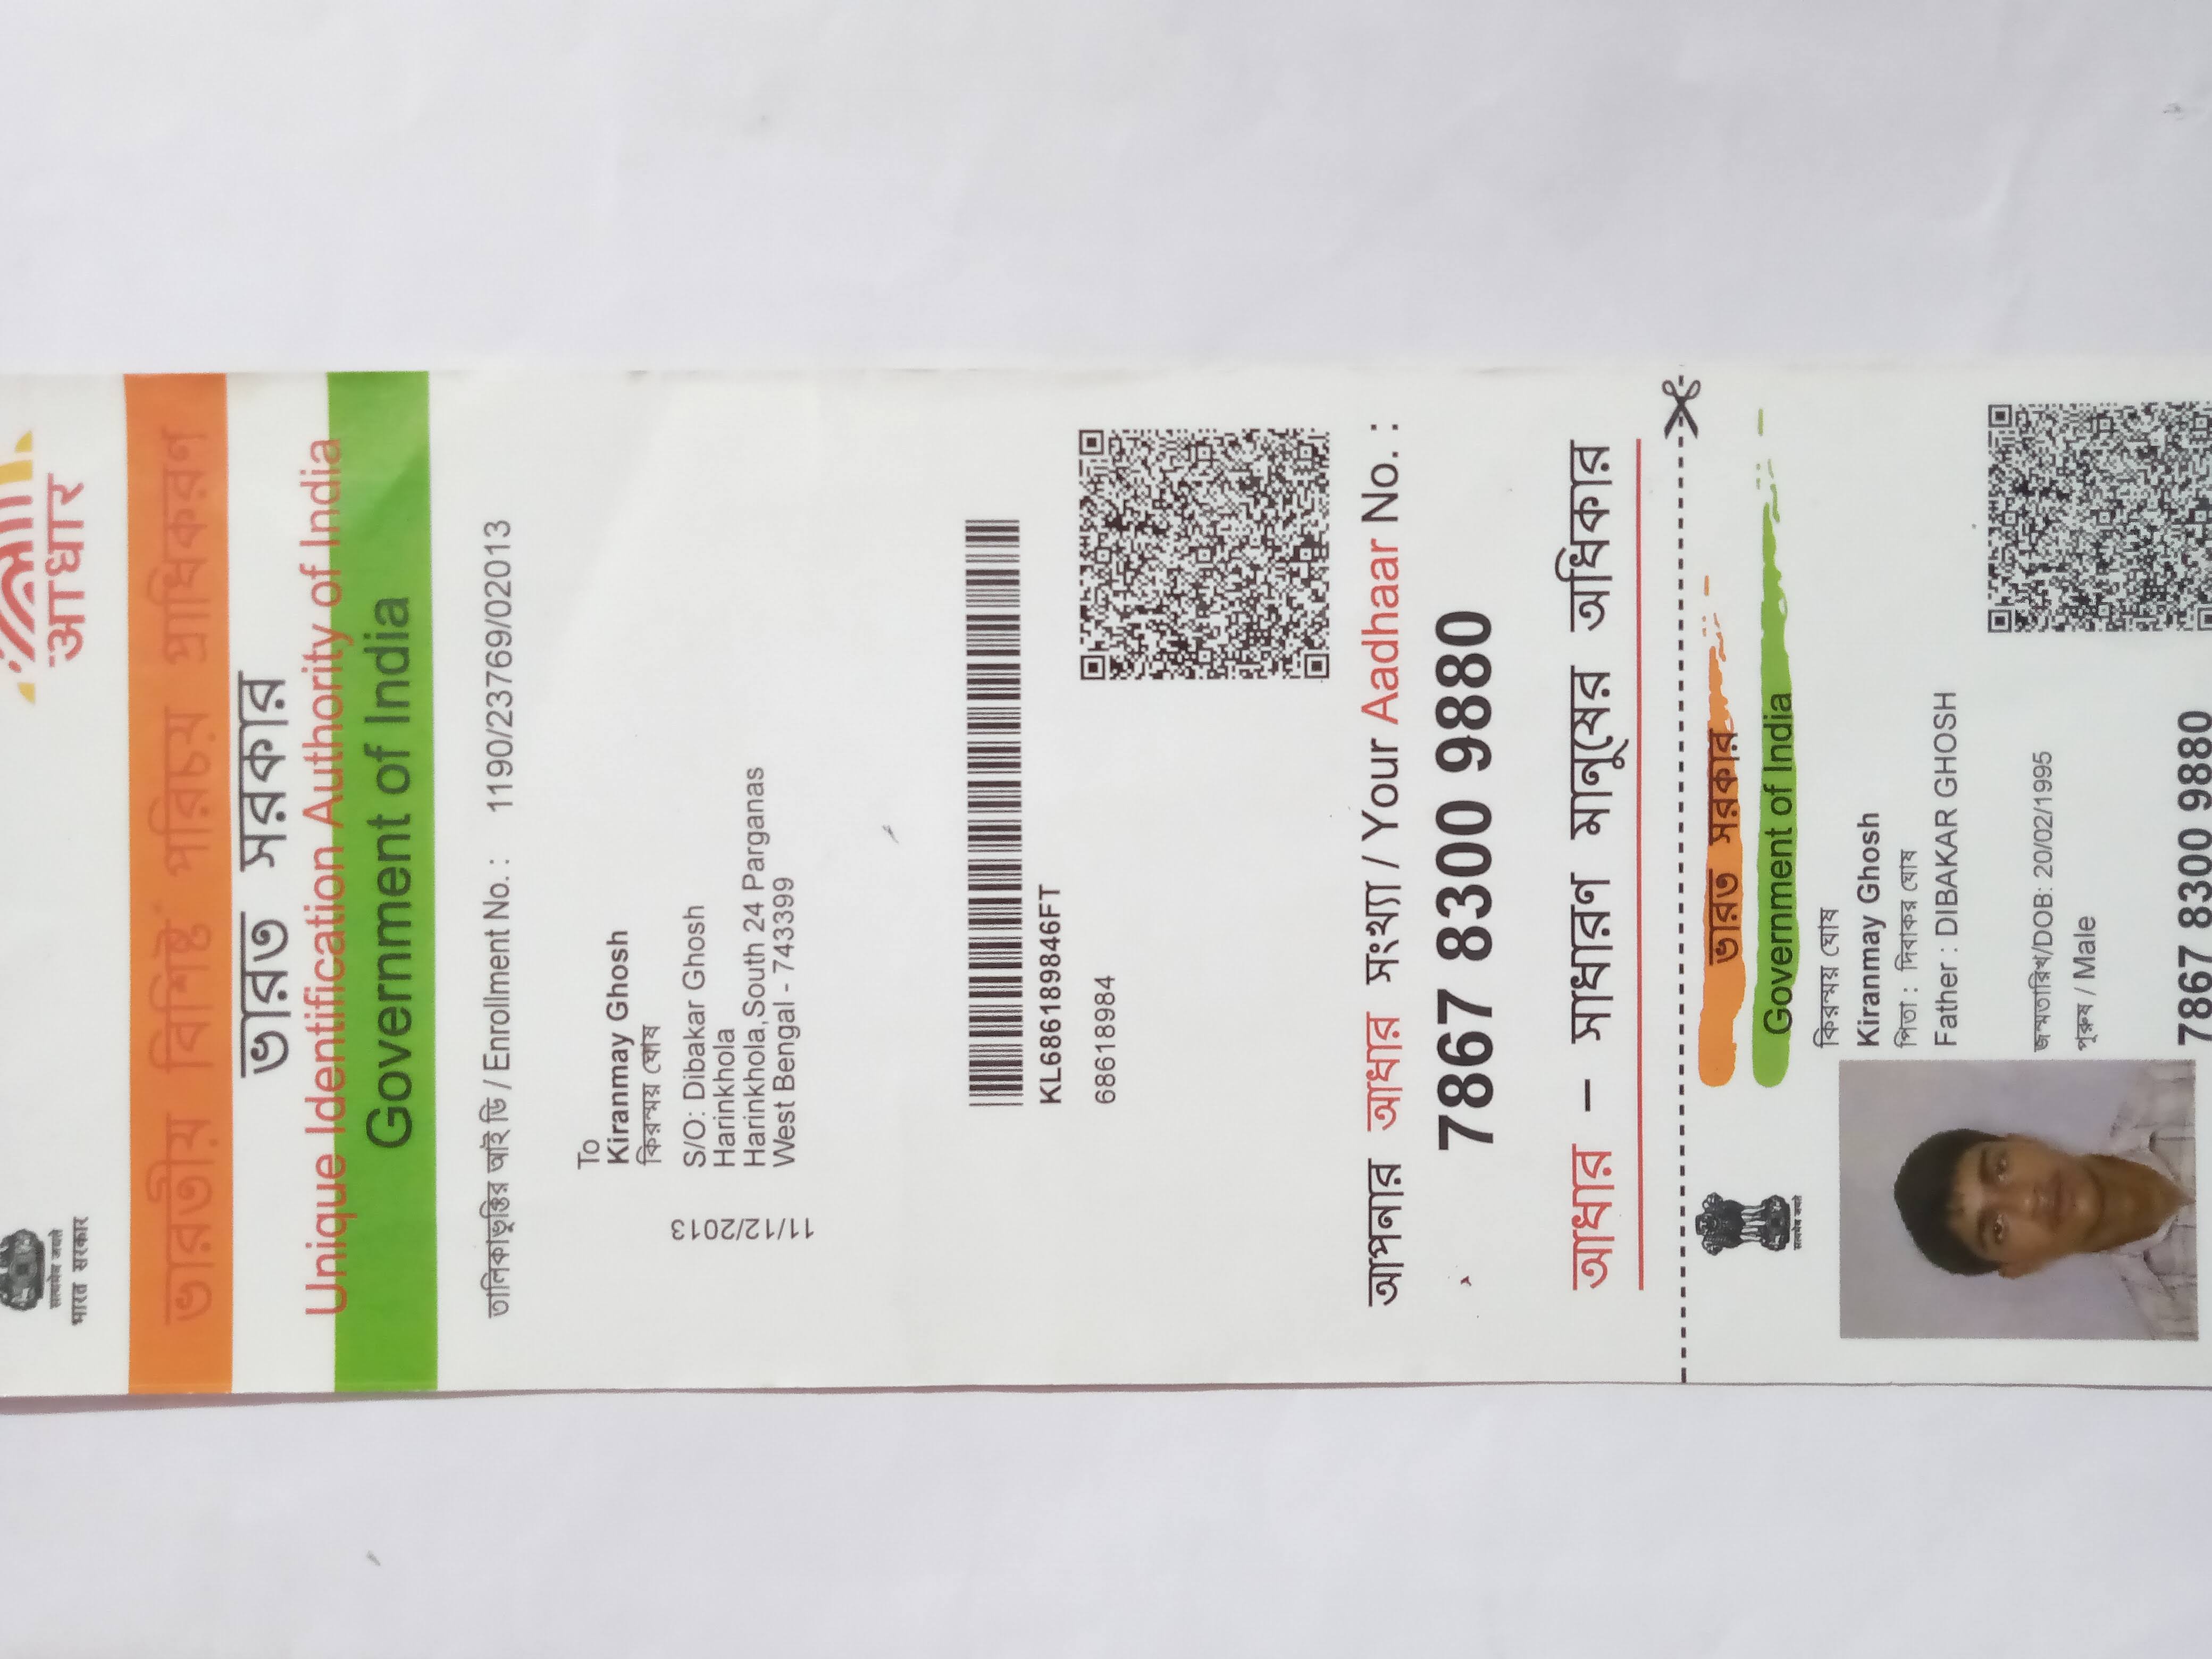 सत्यमेव जयते
भारत सरकार
आधार
ভারতীয় বিশিষ্ট পরিচয় প্রাধিকরণ
ভারত সরকার
Unique Identification Authority of India
Government of India
তালিকাভুক্তির আই ডি / Enrollment No. : 1190/23769/02013
To
Kiranmay Ghosh
কিরন্ময় ঘোষ
S/O: Dibakar Ghosh
Harinkhola
Harinkhola,South 24 Parganas
West Bengal - 743399
11/12/2013
KL686189846FT
68618984
আপনার আধার সংখ্যা / Your Aadhaar No. :
7867 8300 9880
আধার – সাধারণ মানুষের অধিকার
ভারত সরকার
Government of India
सत्यमेव जयते
কিরন্ময় ঘোষ
Kiranmay Ghosh
পিতা : দিবাকর ঘোষ
Father : DIBAKAR GHOSH
জন্মতারিখ/DOB: 20/02/1995
পুরুষ / Male
7867 8300 9880